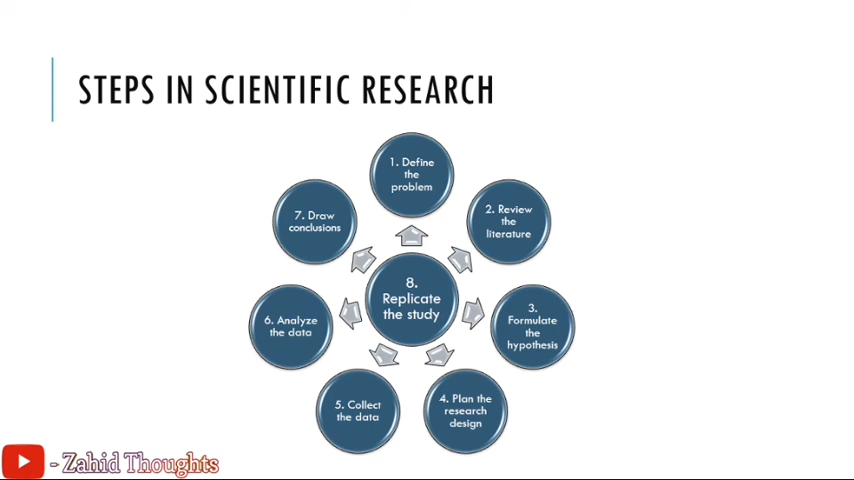 STEPS IN SCIENTIFIC RESEARCH
1. Define
the
problem
2. Review
the
literature
3.
Formulate
the
hypothesis
4. Plan the
research
design
5. Collect
the data
6. Analyze
the data
7. Draw
conclusions
8.
Replicate
the study
- Zahid Thoughts